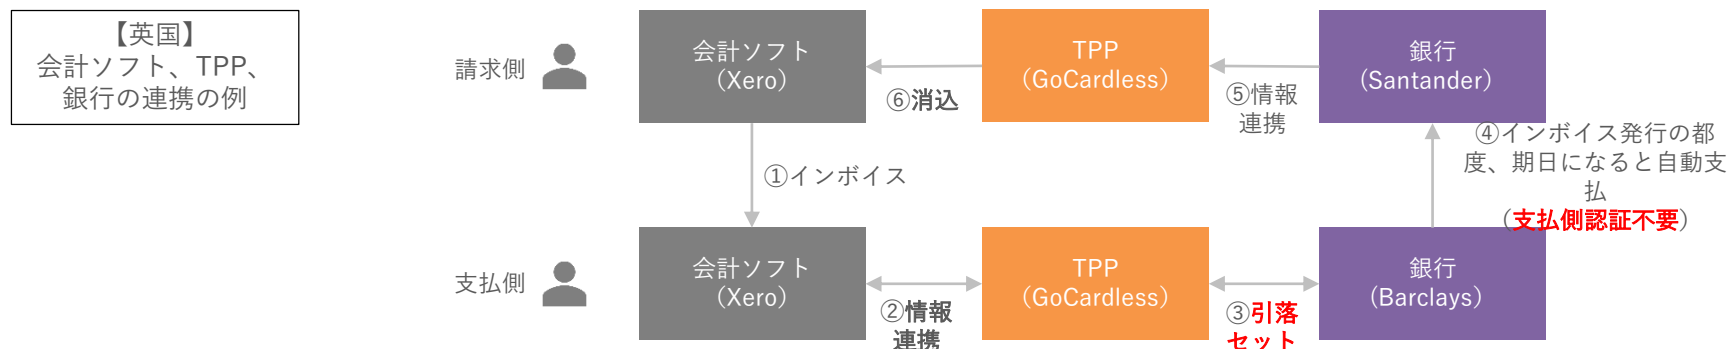 【英国】
会計ソフト、TPP、
銀行の連携の例
請求側
会計ソフト
（Xero）
⑥消込
TPP
（GoCardless）
⑤情報
連携
銀行
（Santander）
①インボイス
④インボイス発行の都
度、期日になると自動支
払
（支払側認証不要）
支払側
会計ソフト
（Xero）
②情報
連携
TPP
（GoCardless）
③引落
セット
銀行
（Barclays）